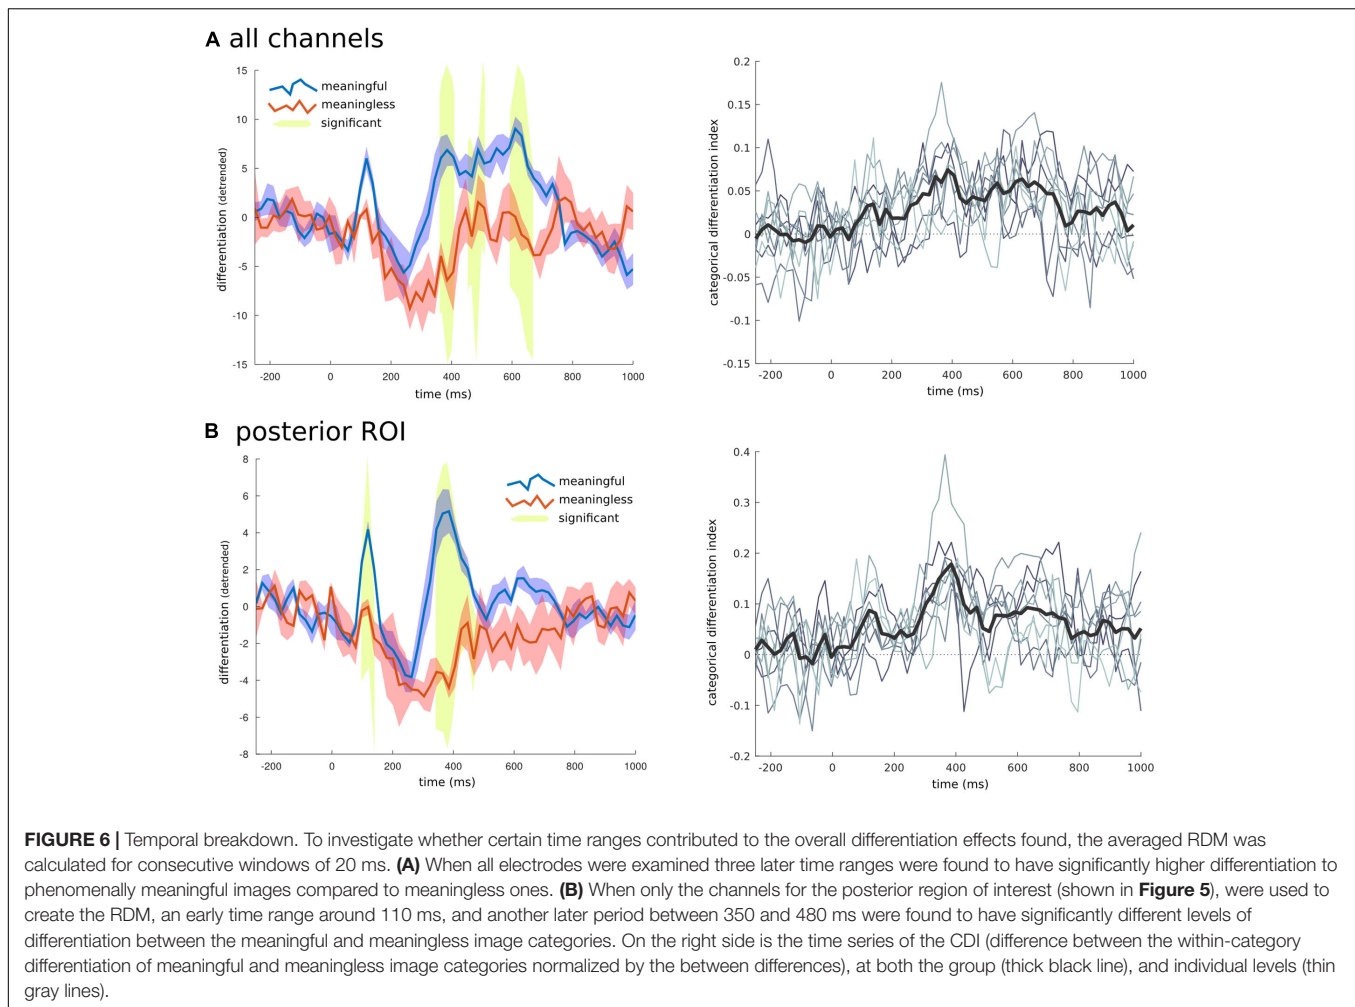 A all channels
15
10
5
0
-5
-10
-15
differentiation (detrended)
meaningful
meaningless
significant
-200 0 200 400 600 800 1000
time (ms)
0.2
0.15
0.1
0.05
0
-0.05
-0.1
-0.15
categorical differentiation index
-200 0 200 400 600 800 1000
time (ms)
B posterior ROI
8
6
4
2
0
-2
-4
-6
-8
differentiation (detrended)
meaningful
meaningless
significant
-200 0 200 400 600 800 1000
time (ms)
0.4
0.3
0.2
0.1
0
-0.1
-0.2
categorical differentiation index
-200 0 200 400 600 800 1000
time (ms)
FIGURE 6 | Temporal breakdown. To investigate whether certain time ranges contributed to the overall differentiation effects found, the averaged RDM was
calculated for consecutive windows of 20 ms. (A) When all electrodes were examined three later time ranges were found to have significantly higher differentiation to
phenomenally meaningful images compared to meaningless ones. (B) When only the channels for the posterior region of interest (shown in Figure 5), were used to
create the RDM, an early time range around 110 ms, and another later period between 350 and 480 ms were found to have significantly different levels of
differentiation between the meaningful and meaningless image categories. On the right side is the time series of the CDI (difference between the within-category
differentiation of meaningful and meaningless image categories normalized by the between differences), at both the group (thick black line), and individual levels (thin
gray lines).